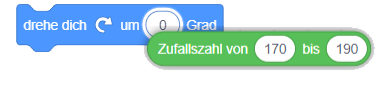 drehe dich um 0 Grad
Zufallszahl von 170 bis 190